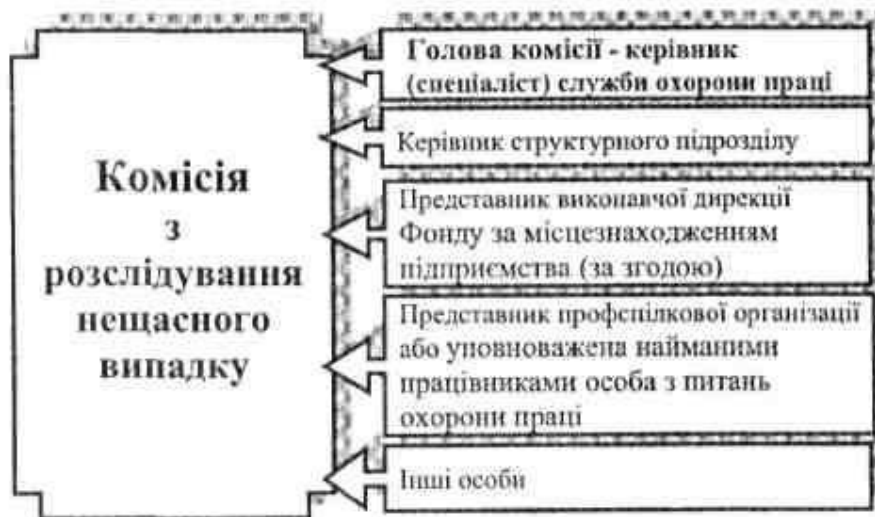 Комісія
з
розслідування
нещасного
випадку
Голова комісії - керівник
(спеціаліст) служби охорони праці
Керівник структурного підрозділу
Представник виконавчої дирекції
Фонду за місцезнаходженням
підприємства (за згодою)
Представник профспілкової організації
або уповноважена найманими
працівниками особа з питань
охорони праці
Інші особи